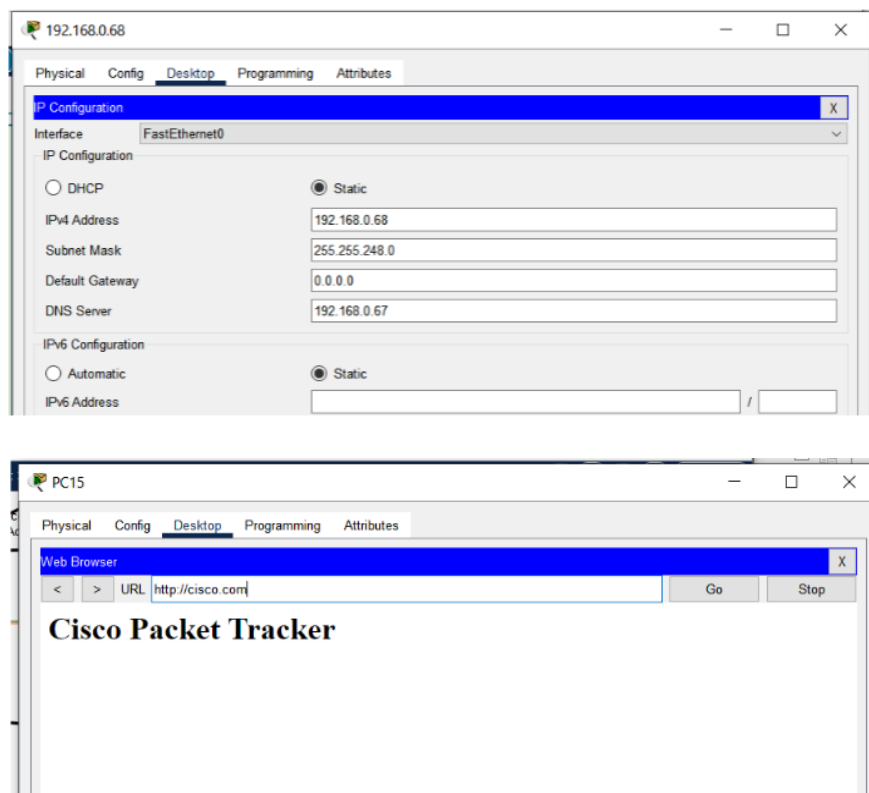 192.168.0.68
Physical Config Desktop Programming Attributes
IP Configuration X
Interface FastEthernet0
IP Configuration
DHCP Static
IPv4 Address 192.168.0.68
Subnet Mask 255.255.248.0
Default Gateway 0.0.0.0
DNS Server 192.168.0.67
IPv6 Configuration
Automatic Static
IPv6 Address /
PC15
Physical Config Desktop Programming Attributes
Web Browser X
< > URL http://cisco.com Go Stop
Cisco Packet Tracker